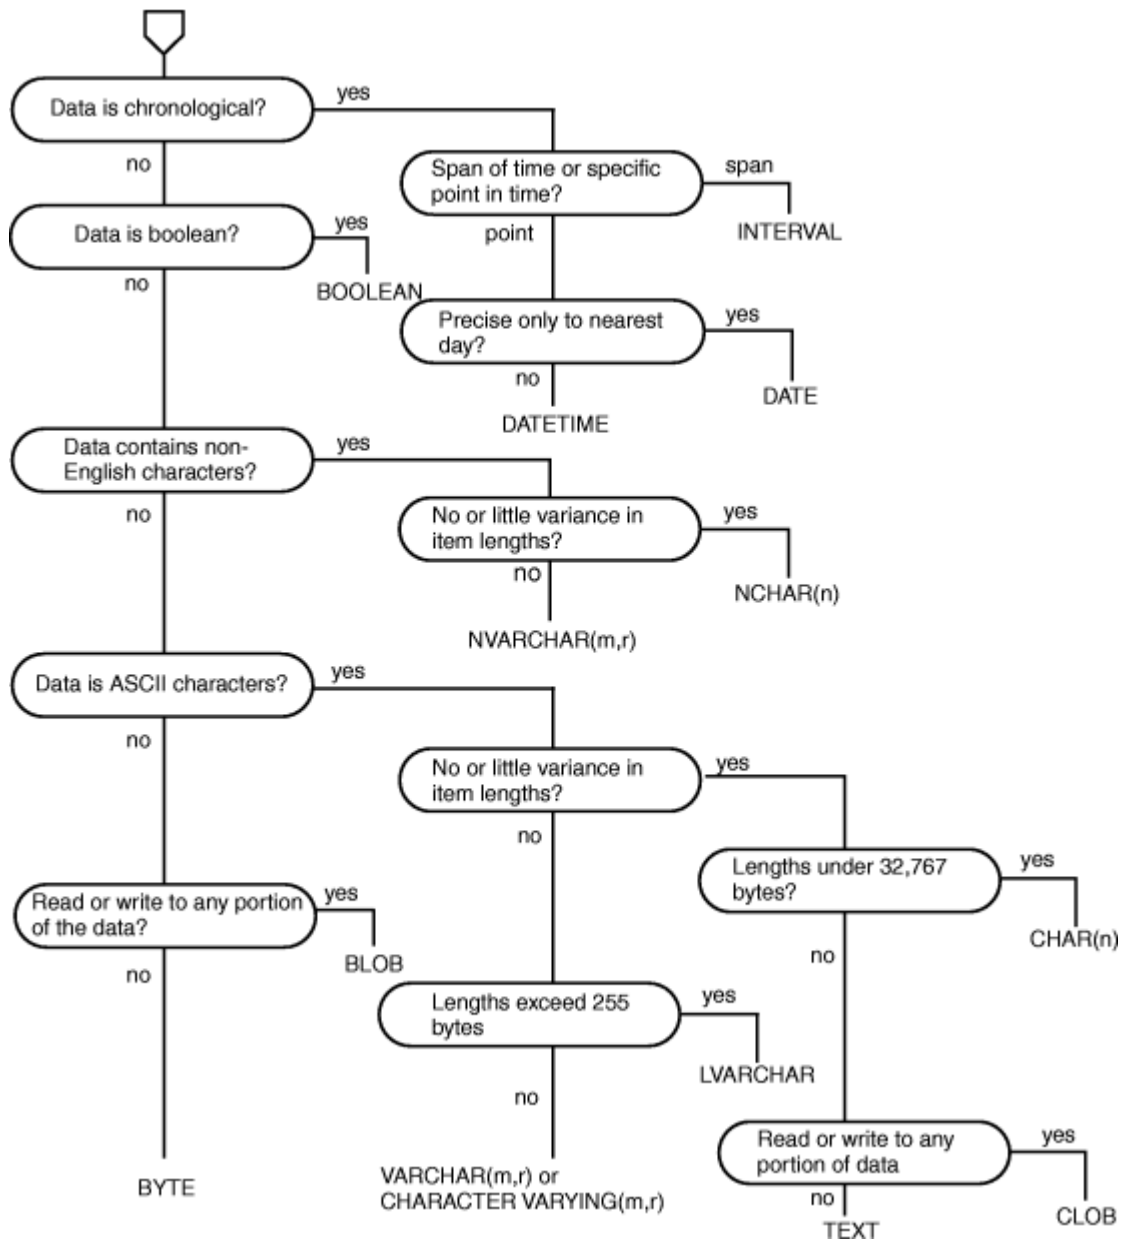 yes
Data is chronological?
no
Span of time or specific
point in time?
span
yes
Data is boolean?
point
INTERVAL
no
BOOLEAN
Precise only to nearest
day?
yes
no
DATE
DATETIME
Data contains non-
English characters?
yes
no
No or little variance in
item lengths?
yes
no
NCHAR(n)
NVARCHAR(m,r)
Data is ASCII characters?
yes
no
No or little variance in
item lengths?
yes
no
Lengths under 32,767
bytes?
yes
Read or write to any portion
of the data?
yes
CHAR(n)
no
BLOB
no
Lengths exceed 255
bytes
yes
LVARCHAR
no
Read or write to any
portion of data
yes
BYTE
VARCHAR(m,r) or
CHARACTER VARYING(m,r)
no
TEXT
CLOB